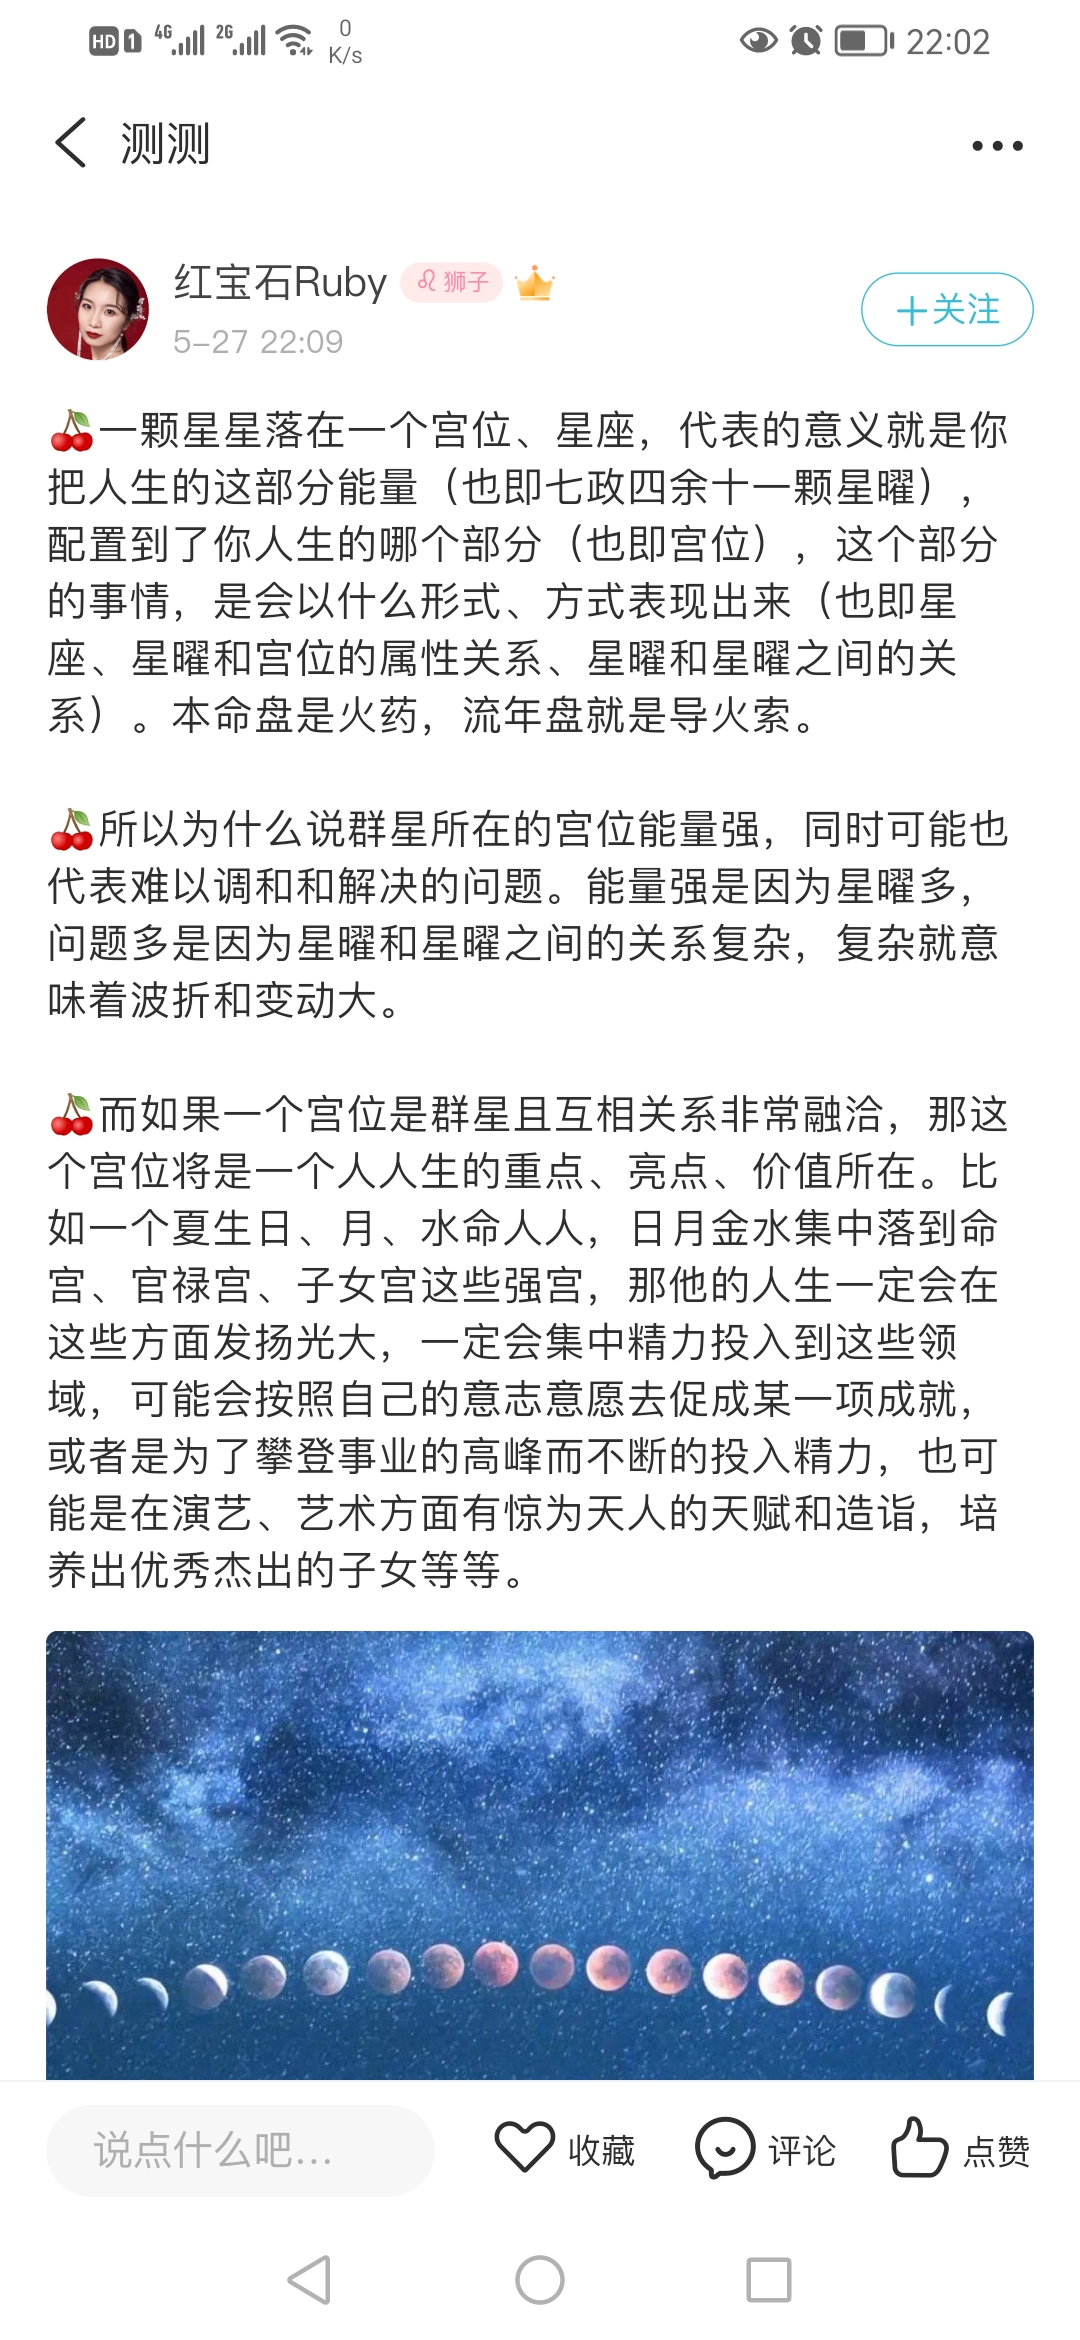 HD 1 4G 2G 0 K/s 22:02
测测
红宝石Ruby 狮子
5-27 22:09
+关注
🍒一颗星星落在一个宫位、星座，代表的意义就是你
把人生的这部分能量（也即七政四余十一颗星曜），
配置到了你人生的哪个部分（也即宫位），这个部分
的事情，是会以什么形式、方式表现出来（也即星
座、星曜和宫位的属性关系、星曜和星曜之间的关
系）。本命盘是火药，流年盘就是导火索。
🍒所以为什么说群星所在的宫位能量强，同时可能也
代表难以调和和解决的问题。能量强是因为星曜多，
问题多是因为星曜和星曜之间的关系复杂，复杂就意
味着波折和变动大。
🍒而如果一个宫位是群星且互相关系非常融洽，那这
个宫位将是一个人人生的重点、亮点、价值所在。比
如一个夏生日、月、水命人人，日月金水集中落到命
宫、官禄宫、子女宫这些强宫，那他的人生一定会在
这些方面发扬光大，一定会集中精力投入到这些领
域，可能会按照自己的意志意愿去促成某一项成就，
或者是为了攀登事业的高峰而不断的投入精力，也可
能是在演艺、艺术方面有惊为天人的天赋和造诣，培
养出优秀杰出的子女等等。
说点什么吧... 收藏 评论 点赞